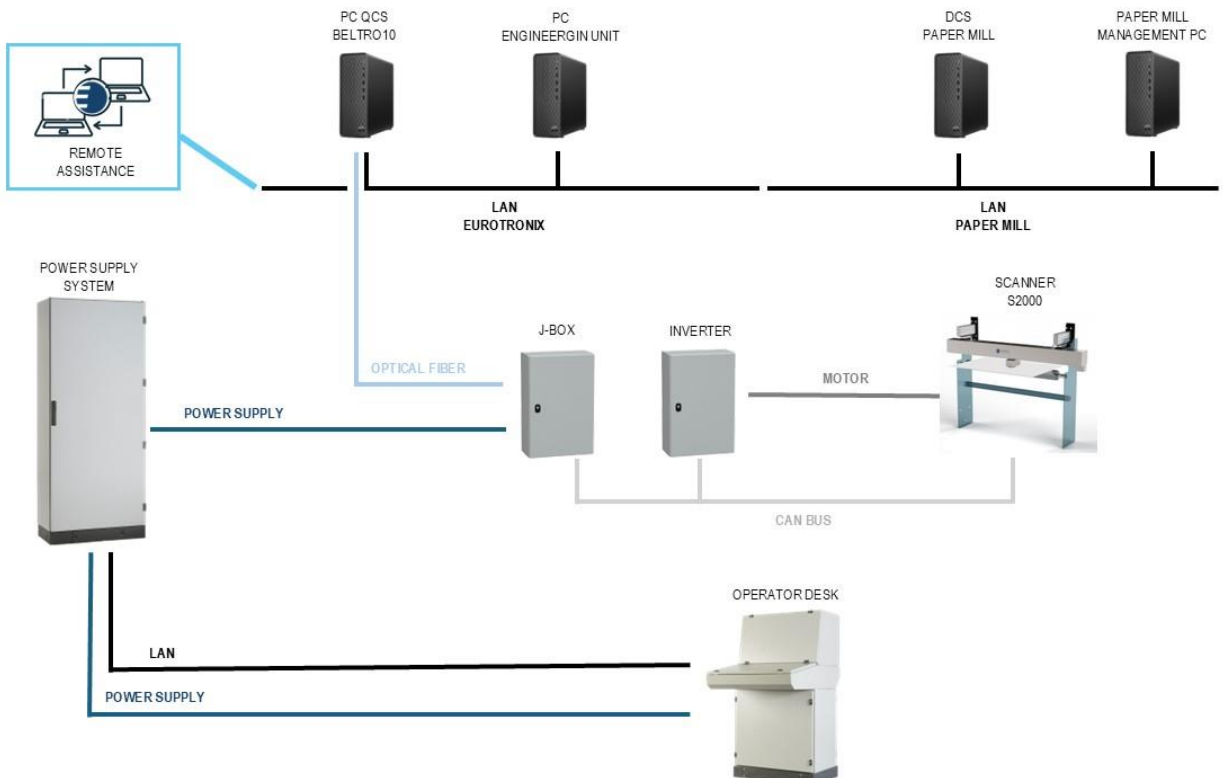 PC QCS
BELTRO10
PC
ENGINEERGIN UNIT
DCS
PAPER MILL
PAPER MILL
MANAGEMENT PC
REMOTE
ASSISTANCE
LAN
EUROTRONIX
LAN
PAPER MILL
POWER SUPPLY
SYSTEM
SCANNER
S2000
J-BOX
INVERTER
OPTICAL FIBER
MOTOR
POWER SUPPLY
CAN BUS
OPERATOR DESK
LAN
POWER SUPPLY